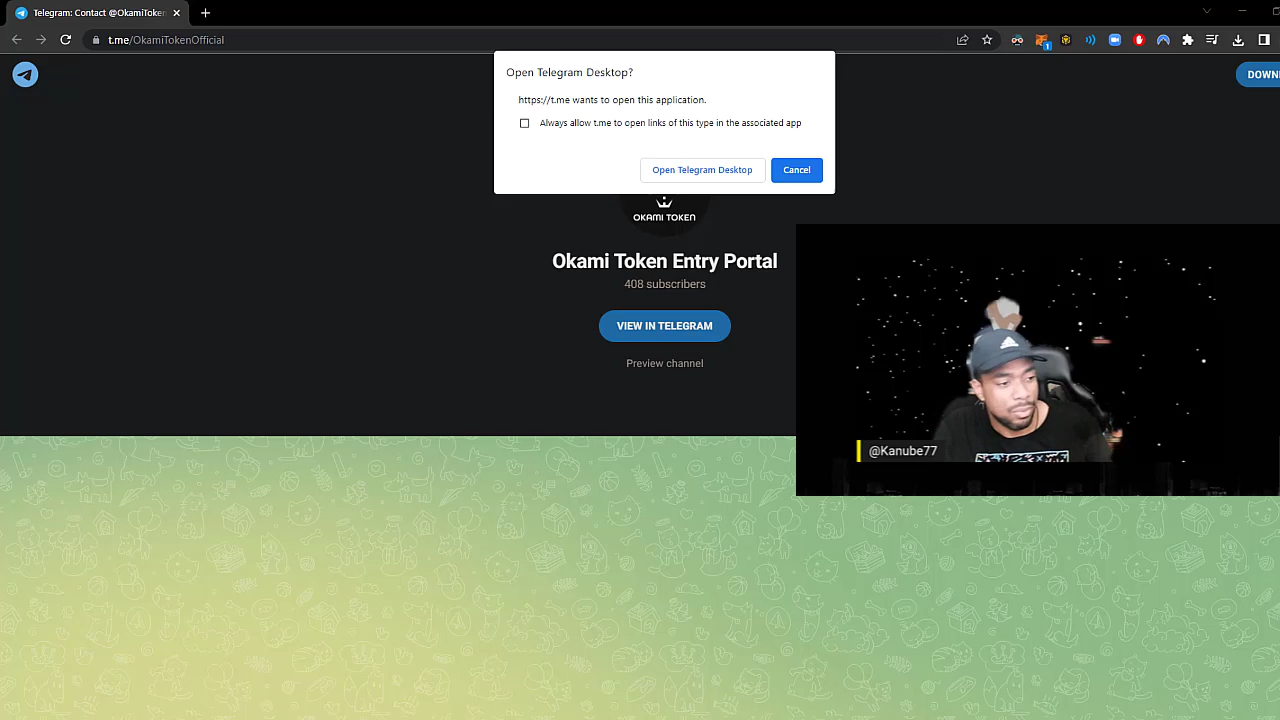 Telegram: Contact @OkamiToken
t.me/OkamiTokenOfficial
1
Open Telegram Desktop?
https://t.me wants to open this application.
Always allow t.me to open links of this type in the associated app
Open Telegram Desktop
Cancel
DOWN
OKAMI TOKEN
Okami Token Entry Portal
408 subscribers
VIEW IN TELEGRAM
Preview channel
@Kanube77